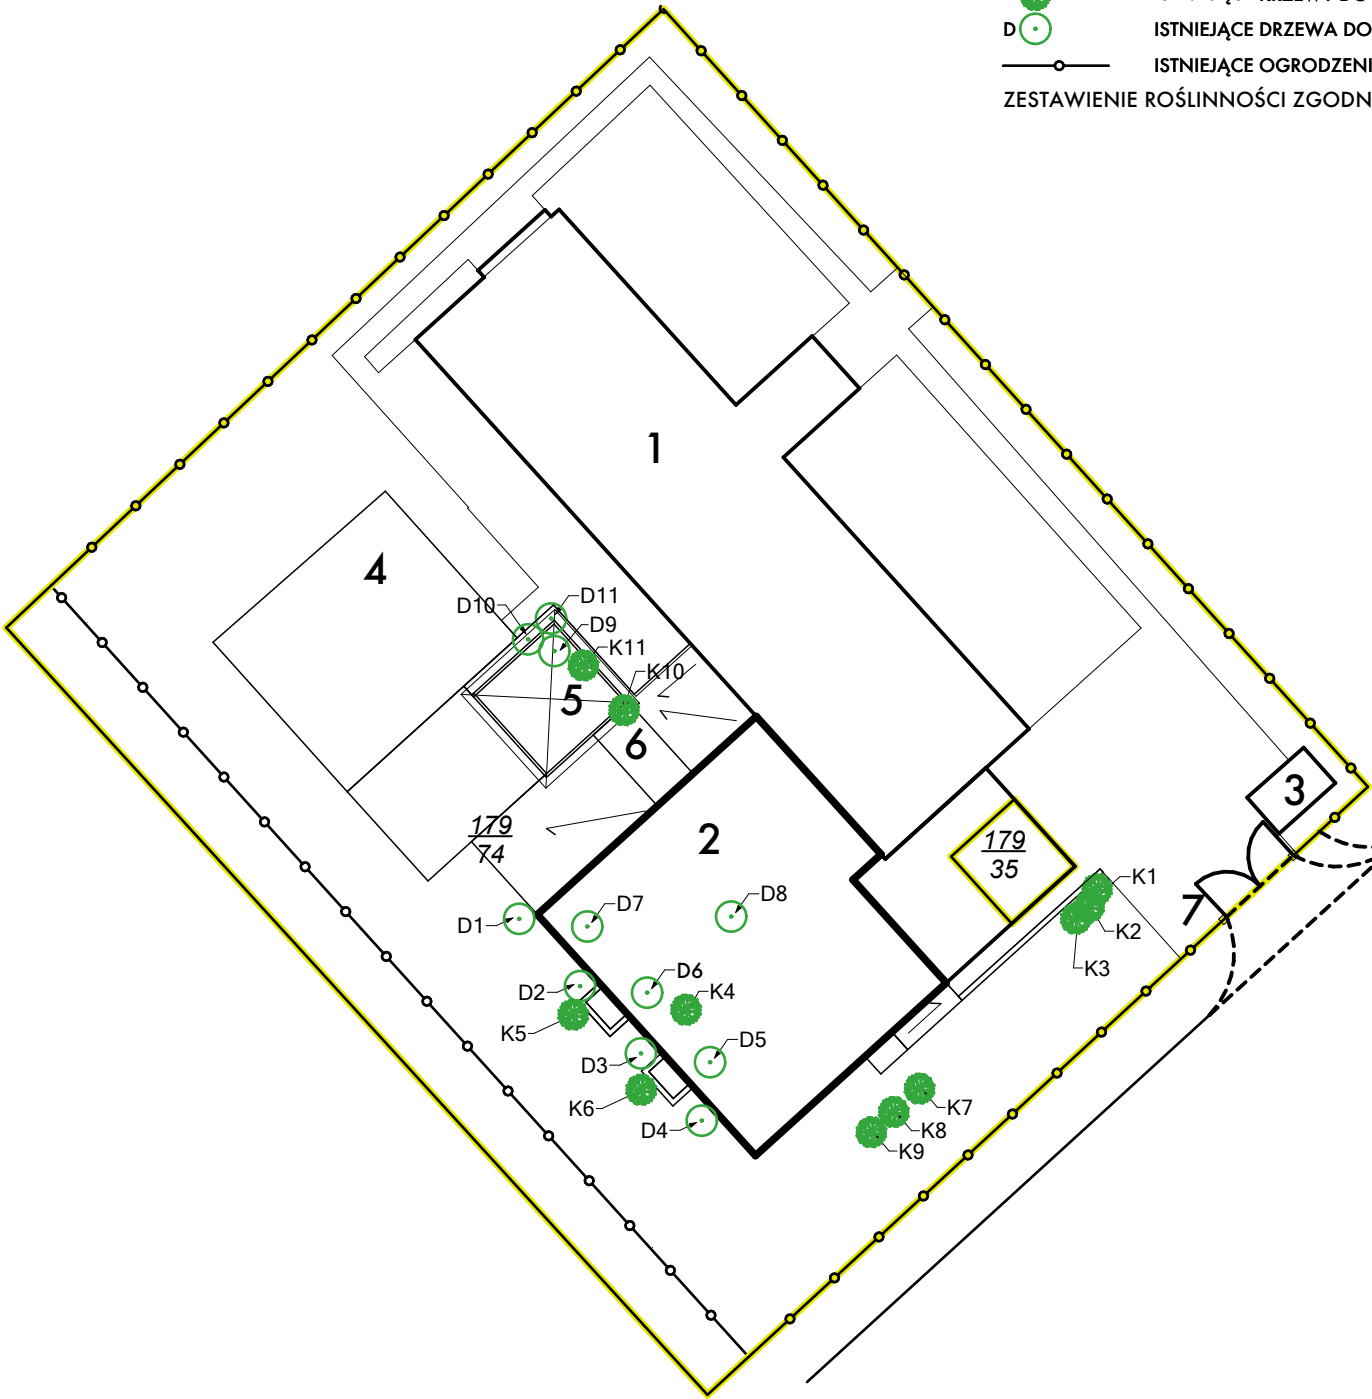 D ISTNIEJĄCE DRZEWA DO
ISTNIEJĄCE OGRODZENI
ZESTAWIENIE ROŚLINNOŚCI ZGODN
1
4
D10
D11
D9
K11
K10
5
6
179
74
2
3
179
35
7
K1
K2
K3
D1
D7
D8
D2
D6
K4
K5
D3
D5
K6
D4
K7
K8
K9